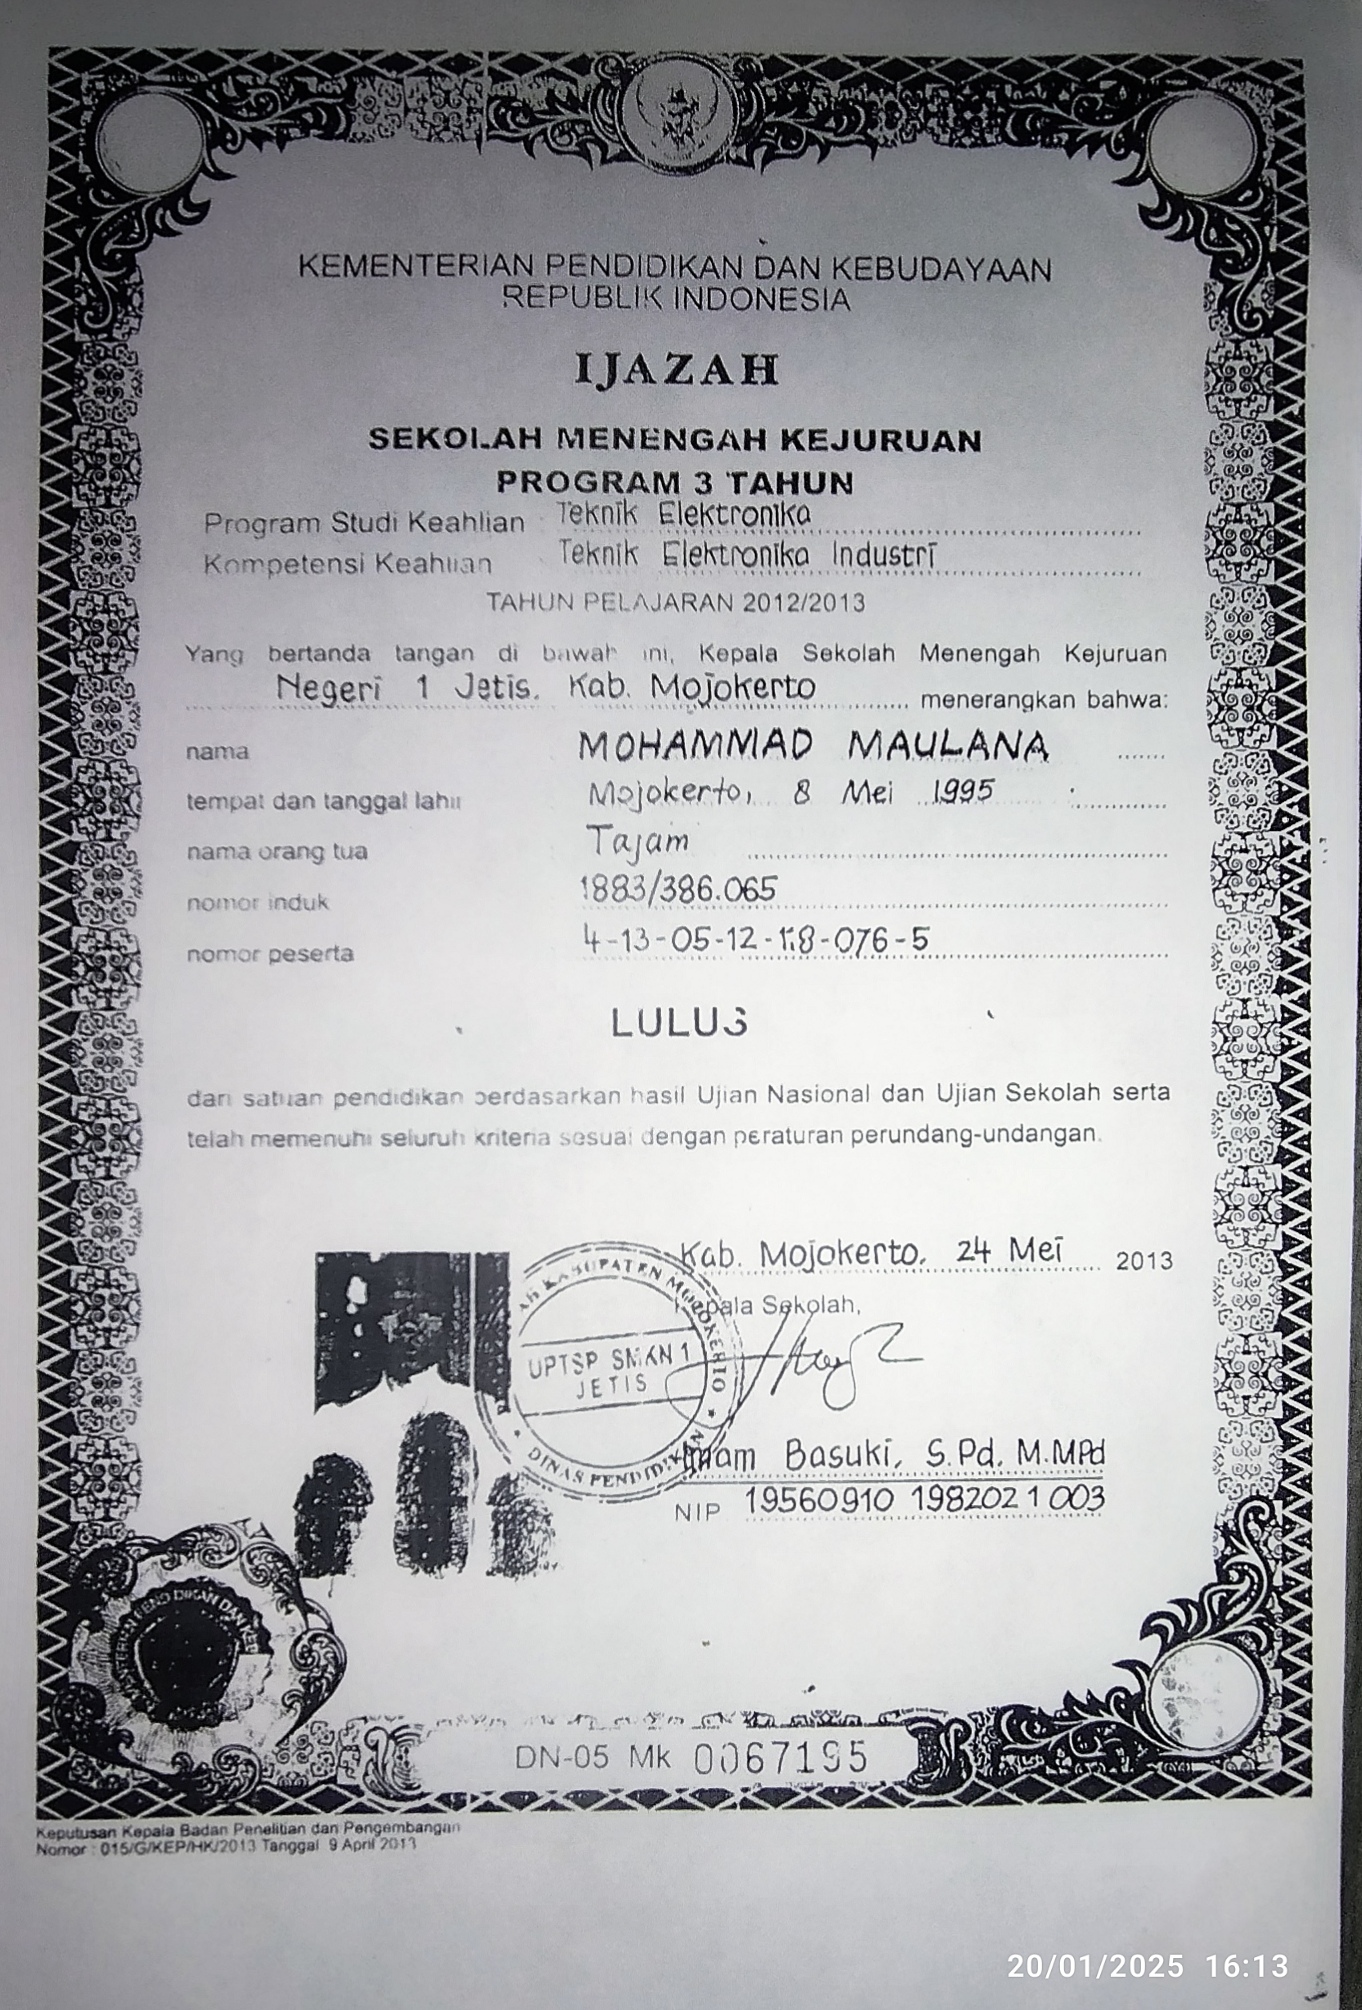 KEMENTERIAN PENDIDIKAN DAN KEBUDAYAAN
REPUBLIK INDONESIA
IJAZAH
SEKOLAH MENENGAH KEJURUAN
PROGRAM 3 TAHUN
Program Studi Keahlian : Teknik Elektronika
Kompetensi Keahlian Teknik Elektronika Industri
TAHUN PELAJARAN 2012/2013
Yang bertanda tangan di bawah ini, Kepala Sekolah Menengah Kejuruan
Negeri 1 Jetis. Kab. Mojokerto menerangkan bahwa:
nama MOHAMMAD MAULANA
tempat dan tanggal lahir Mojokerto, 8 Mei 1995
nama orang tua Tajam
nomor induk 1883/386.065
nomor peserta 4-13-05-12-118-076-5
LULUS
dari satuan pendidikan berdasarkan hasil Ujian Nasional dan Ujian Sekolah serta
telah memenuhi seluruh kriteria sesuai dengan peraturan perundang-undangan.
Kab. Mojokerto, 24 Mei 2013
Kepala Sekolah,
KABUPATEN MOJOKERTO
UPTSP SMKN 1
JETIS
DINAS PENDIDIKAN
Imam Basuki, S.Pd. M.MPd
NIP 19560910 1982021003
DN-05 Mk 0067195
Keputusan Kepala Badan Penelitian dan Pengembangan
Nomor : 015/G/KEP/HK/2013 Tanggal 9 April 2013
20/01/2025 16:13